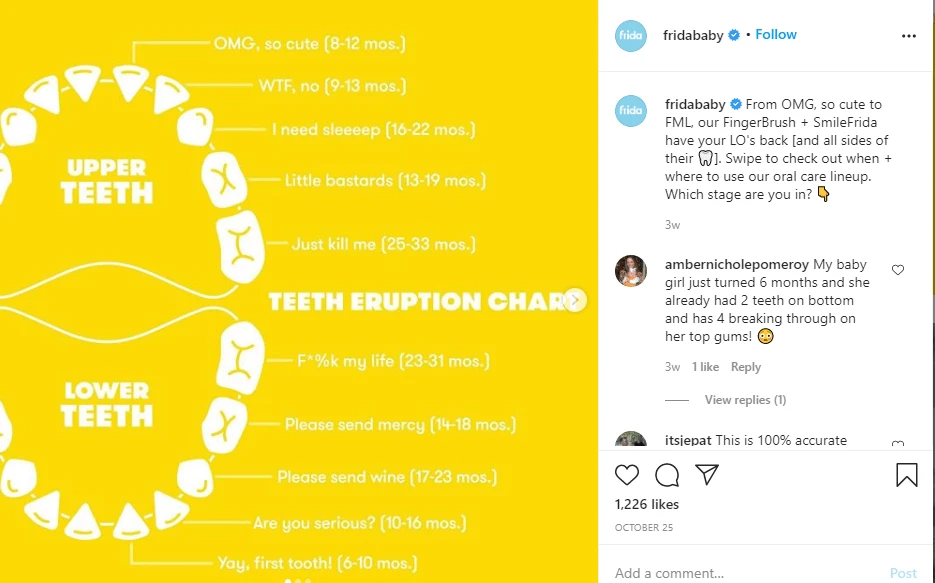 OMG, so cute (8-12 mos.)
WTF, no (9-13 mos.)
I need sleeeep (16-22 mos.)
UPPER
TEETH
Little bastards (13-19 mos.)
Just kill me (25-33 mos.)
TEETH ERUPTION CHAR
F*%k my life (23-31 mos.)
LOWER
TEETH
Please send mercy (14-18 mos.)
Please send wine (17-23 mos.)
Are you serious? (10-16 mos.)
Yay, first tooth! (6-10 mos.)
frida
fridababy • Follow
frida
fridababy From OMG, so cute to
FML, our FingerBrush + SmileFrida
have your LO's back [and all sides of
their 🦷]. Swipe to check out when +
where to use our oral care lineup.
Which stage are you in? 👇
3w
ambernicholepomeroy My baby
girl just turned 6 months and she
already had 2 teeth on bottom
and has 4 breaking through on
her top gums! 😳
3w 1 like Reply
View replies (1)
itsjepat This is 100% accurate
1,226 likes
OCTOBER 25
Add a comment... Post